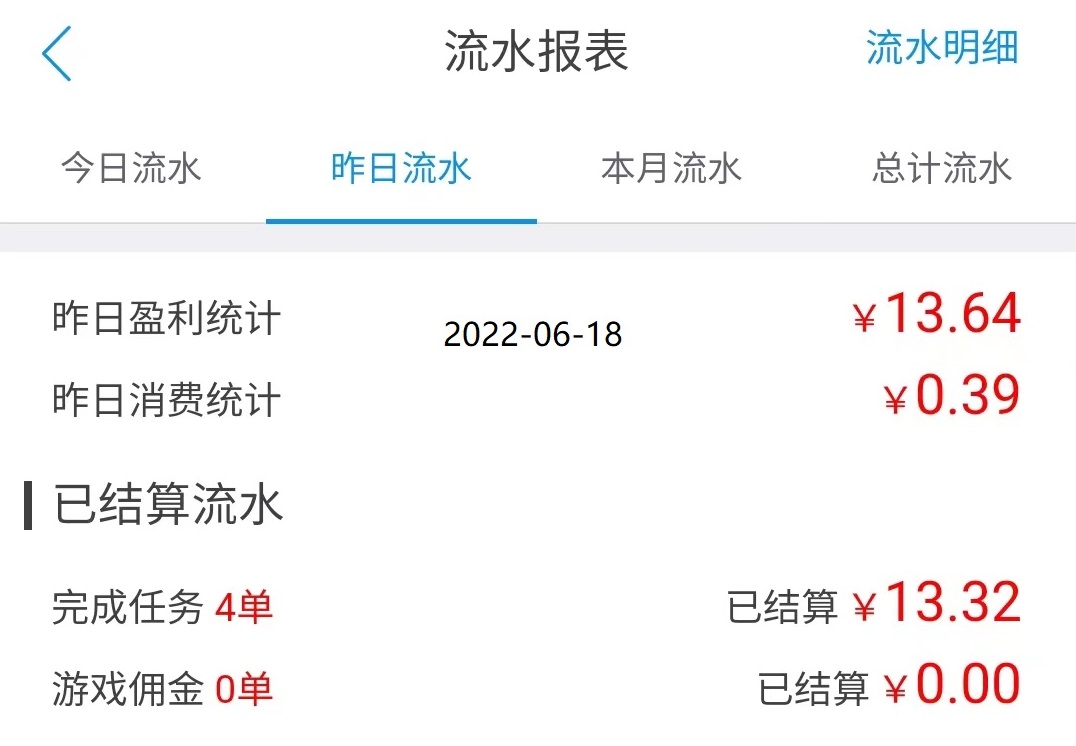 流水报表 流水明细
今日流水 昨日流水 本月流水 总计流水
昨日盈利统计 2022-06-18 ¥13.64
昨日消费统计 ¥0.39
已结算流水
完成任务 4单 已结算 ¥13.32
游戏佣金 0单 已结算 ¥0.00